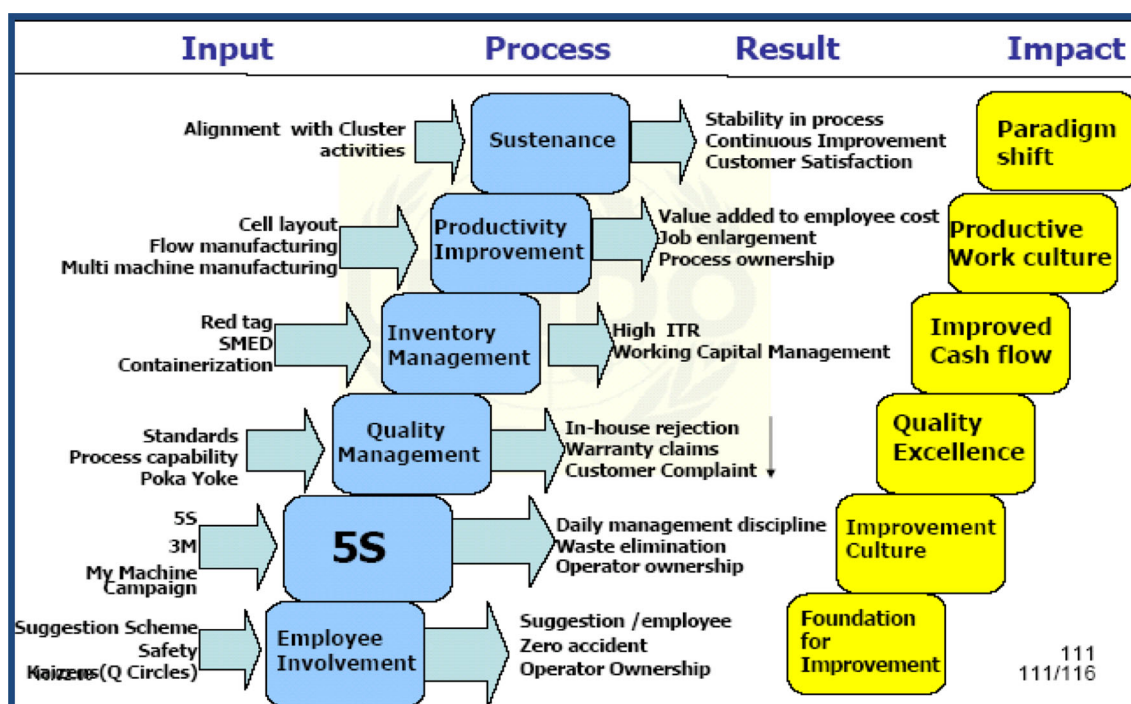 Input
Process
Result
Impact
Alignment with Cluster
activities
Sustenance
Stability in process
Continuous Improvement
Customer Satisfaction
Paradigm
shift
Cell layout
Flow manufacturing
Multi machine manufacturing
Productivity
Improvement
Value added to employee cost
Job enlargement
Process ownership
Productive
Work culture
Red tag
SMED
Containerization
Inventory
Management
High ITR
Working Capital Management
Improved
Cash flow
Standards
Process capability
Poka Yoke
Quality
Management
In-house rejection
Warranty claims
Customer Complaint
Quality
Excellence
5S
3M
My Machine
Campaign
5S
Daily management discipline
Waste elimination
Operator ownership
Improvement
Culture
Suggestion Scheme
Safety
Kaizens(Q Circles)
Employee
Involvement
Suggestion /employee
Zero accident
Operator Ownership
Foundation
for
Improvement
111
111/116